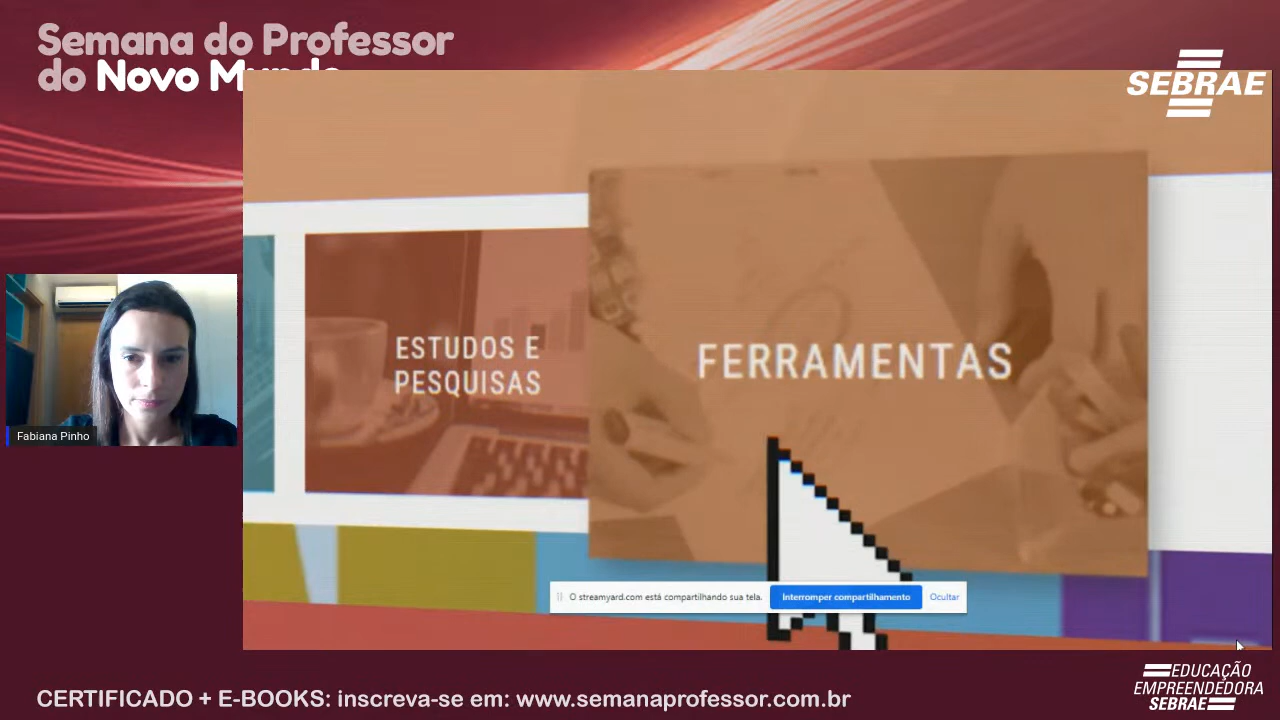 Semana do Professor
do Novo Mundo
SEBRAE
ESTUDOS E
PESQUISAS
FERRAMENTAS
Fabiana Pinho
O streamyard.com está compartilhando sua tela. Interromper compartilhamento Ocultar
CERTIFICADO + E-BOOKS: inscreva-se em: www.semanaprofessor.com.br
EDUCAÇÃO
EMPREENDEDORA
SEBRAE